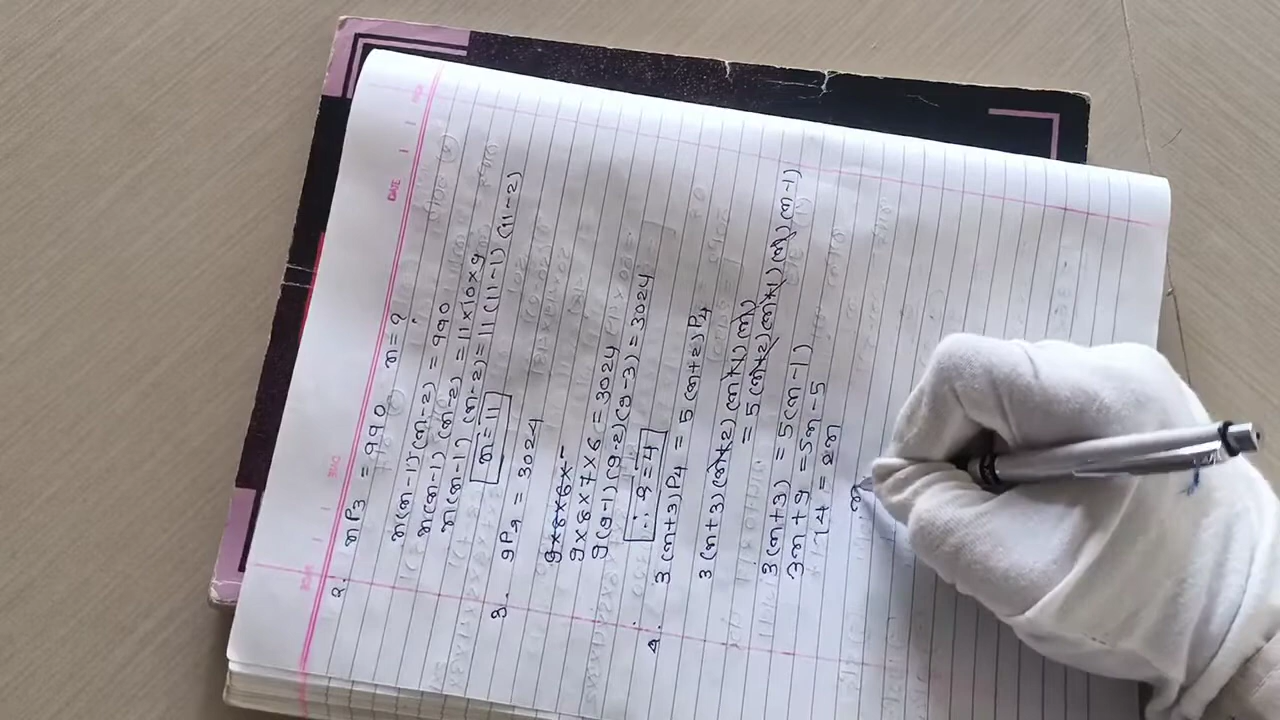 DATE
DATE
2. nP3 = 990 n = ?
n(n-1)(n-2) = 990
n(n-1)(n-2) = 11×10×9
n(n-1)(n-2) = 11(11-1)(11-2)
n = 11
3. 9Pr = 3024
9×8×7×6 = 3024
9(9-1)(9-2)(9-3) = 3024
∴ r = 4
4. 3(n+3)P4 = 5(n+2)P4
3(n+3)(n+2)(n+1)(n)
= 5(n+2)(n+1)(n)(n-1)
3(n+3) = 5(n-1)
3n+9 = 5n-5
14 = 2n
n